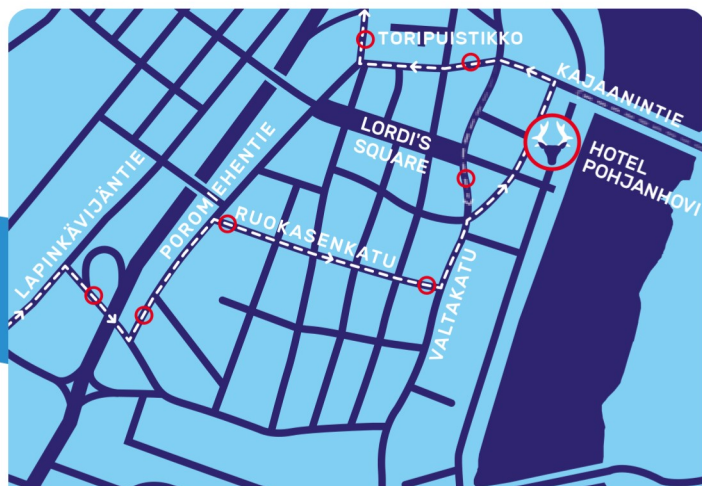 TORIPUISTIKKO
KAJAANINTIE
LORDI'S
SQUARE
HOTEL
POHJANHOVI
LAPINKÄVIJÄNTIE
POROMIEHENTIE
RUOKASENKATU
VALTAKATU